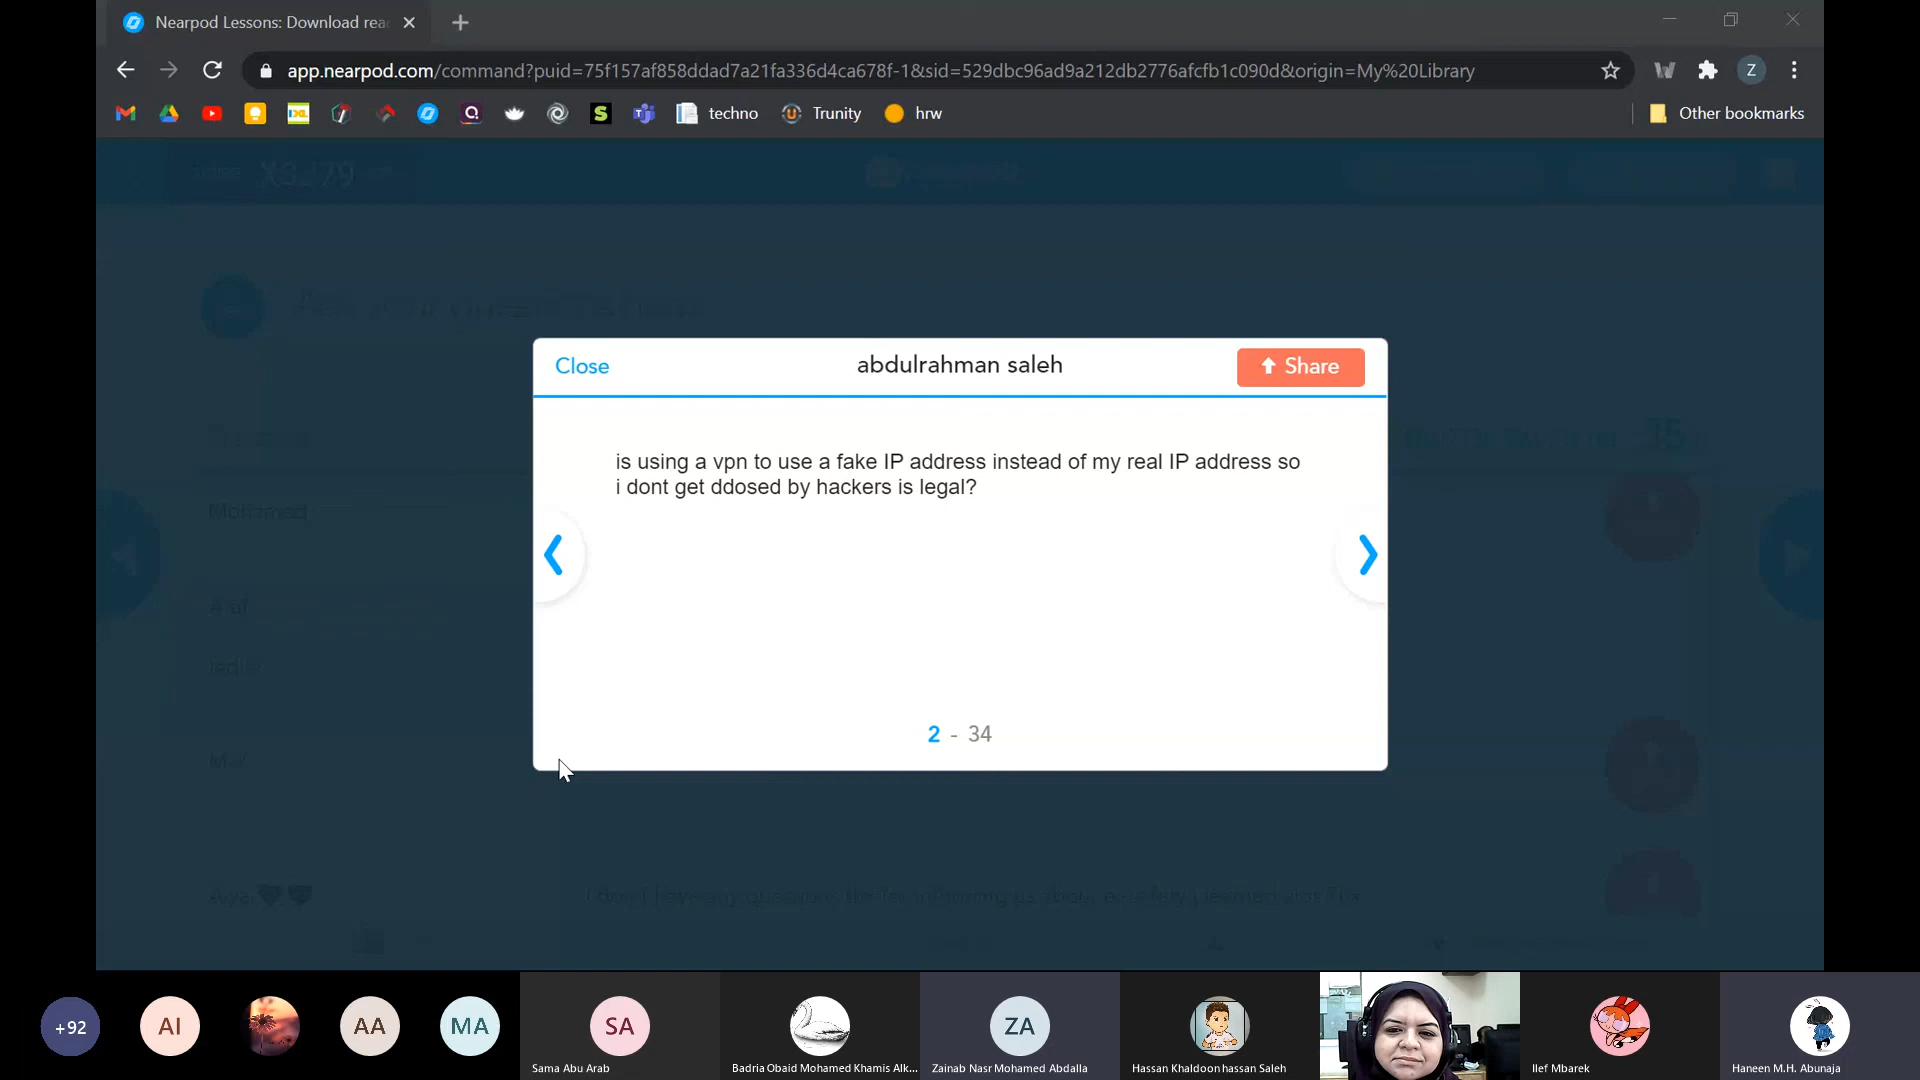 Nearpod Lessons: Download rea
app.nearpod.com/command?puid=75f157af858ddad7a21fa336d4ca678f-1&sid=529dbc96ad9a212db2776afcfb1c090d&origin=My%20Library
Z
techno
Trunity
hrw
Other bookmarks
Close
abdulrahman saleh
Share
is using a vpn to use a fake IP address instead of my real IP address so
i dont get ddosed by hackers is legal?
2 - 34
Mohamed
+92
AI
AA
MA
SA
ZA
Sama Abu Arab
Badria Obaid Mohamed Khamis Alk...
Zainab Nasr Mohamed Abdalla
Hassan Khaldoon hassan Saleh
Ilef Mbarek
Haneen M.H. Abunaja